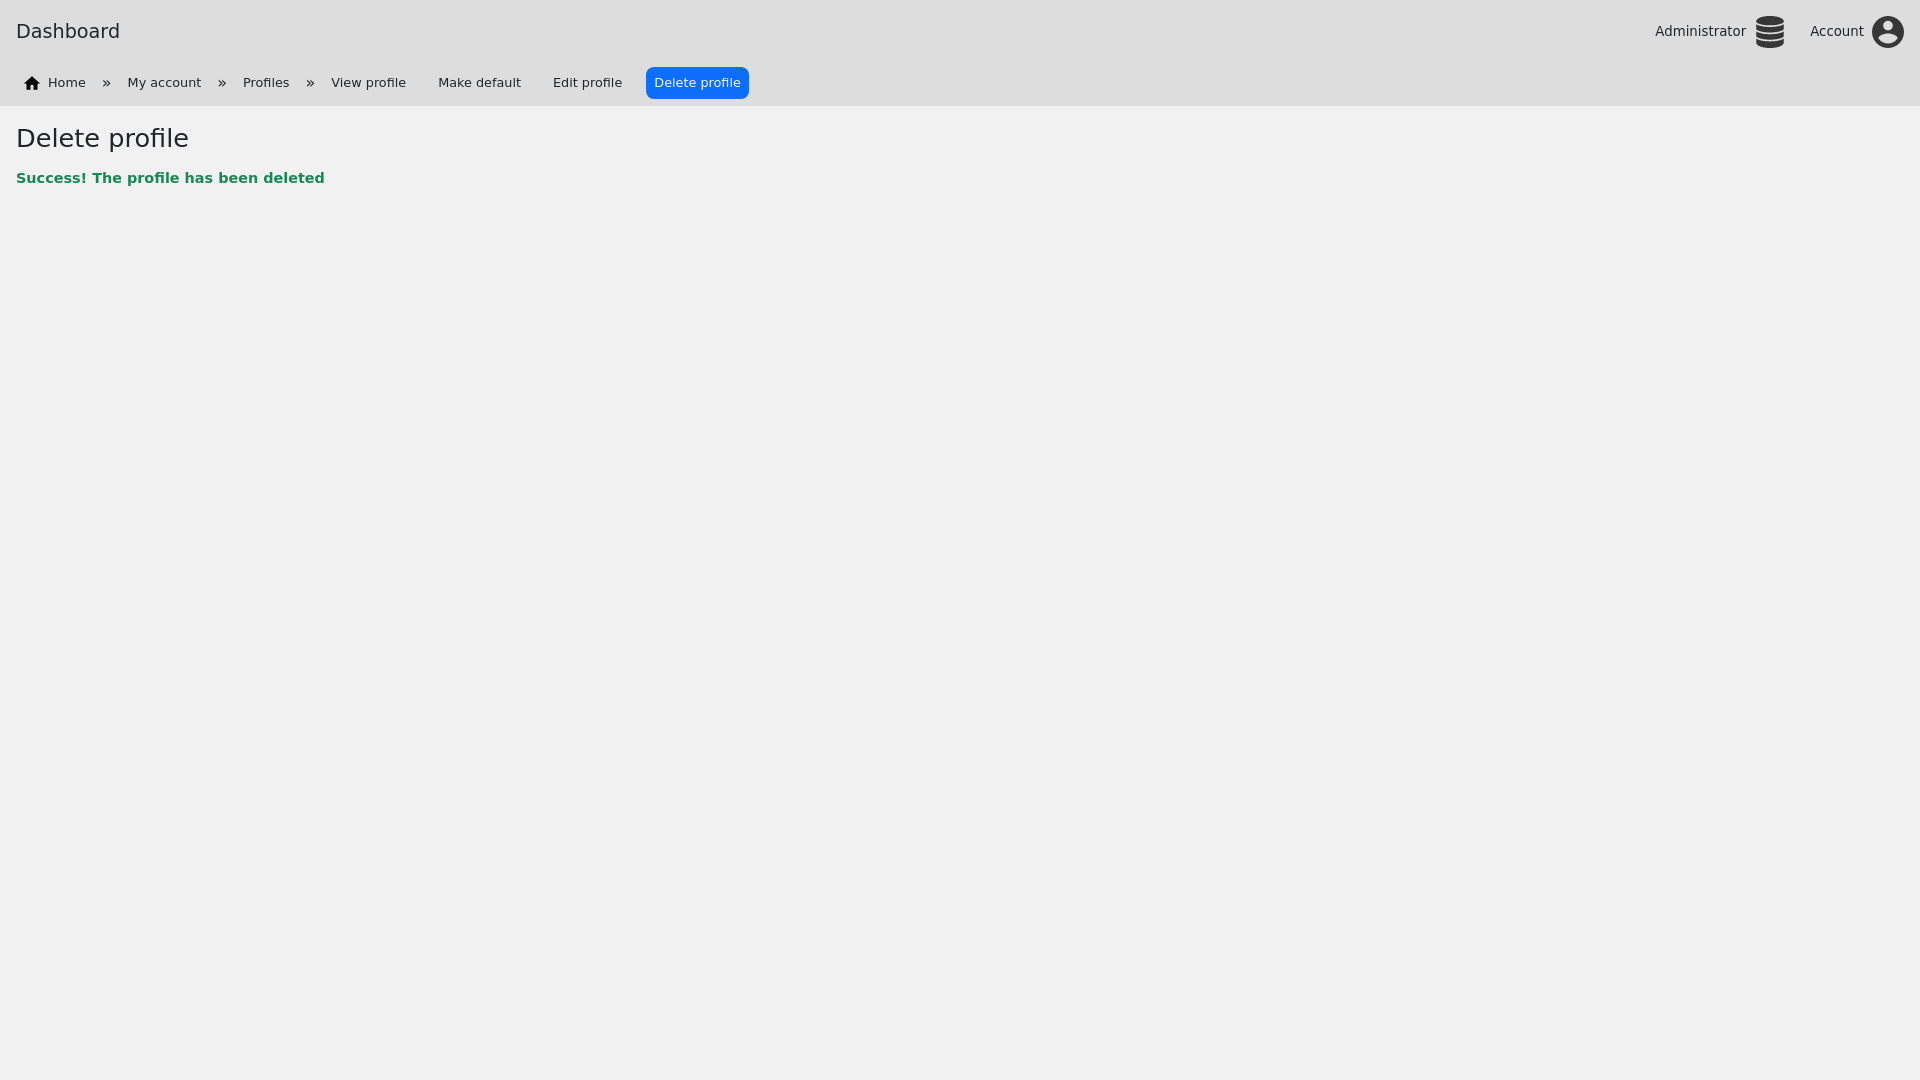 Dashboard
Administrator
Account
Home » My account » Profiles » View profile Make default Edit profile Delete profile
Delete profile
Success! The profile has been deleted